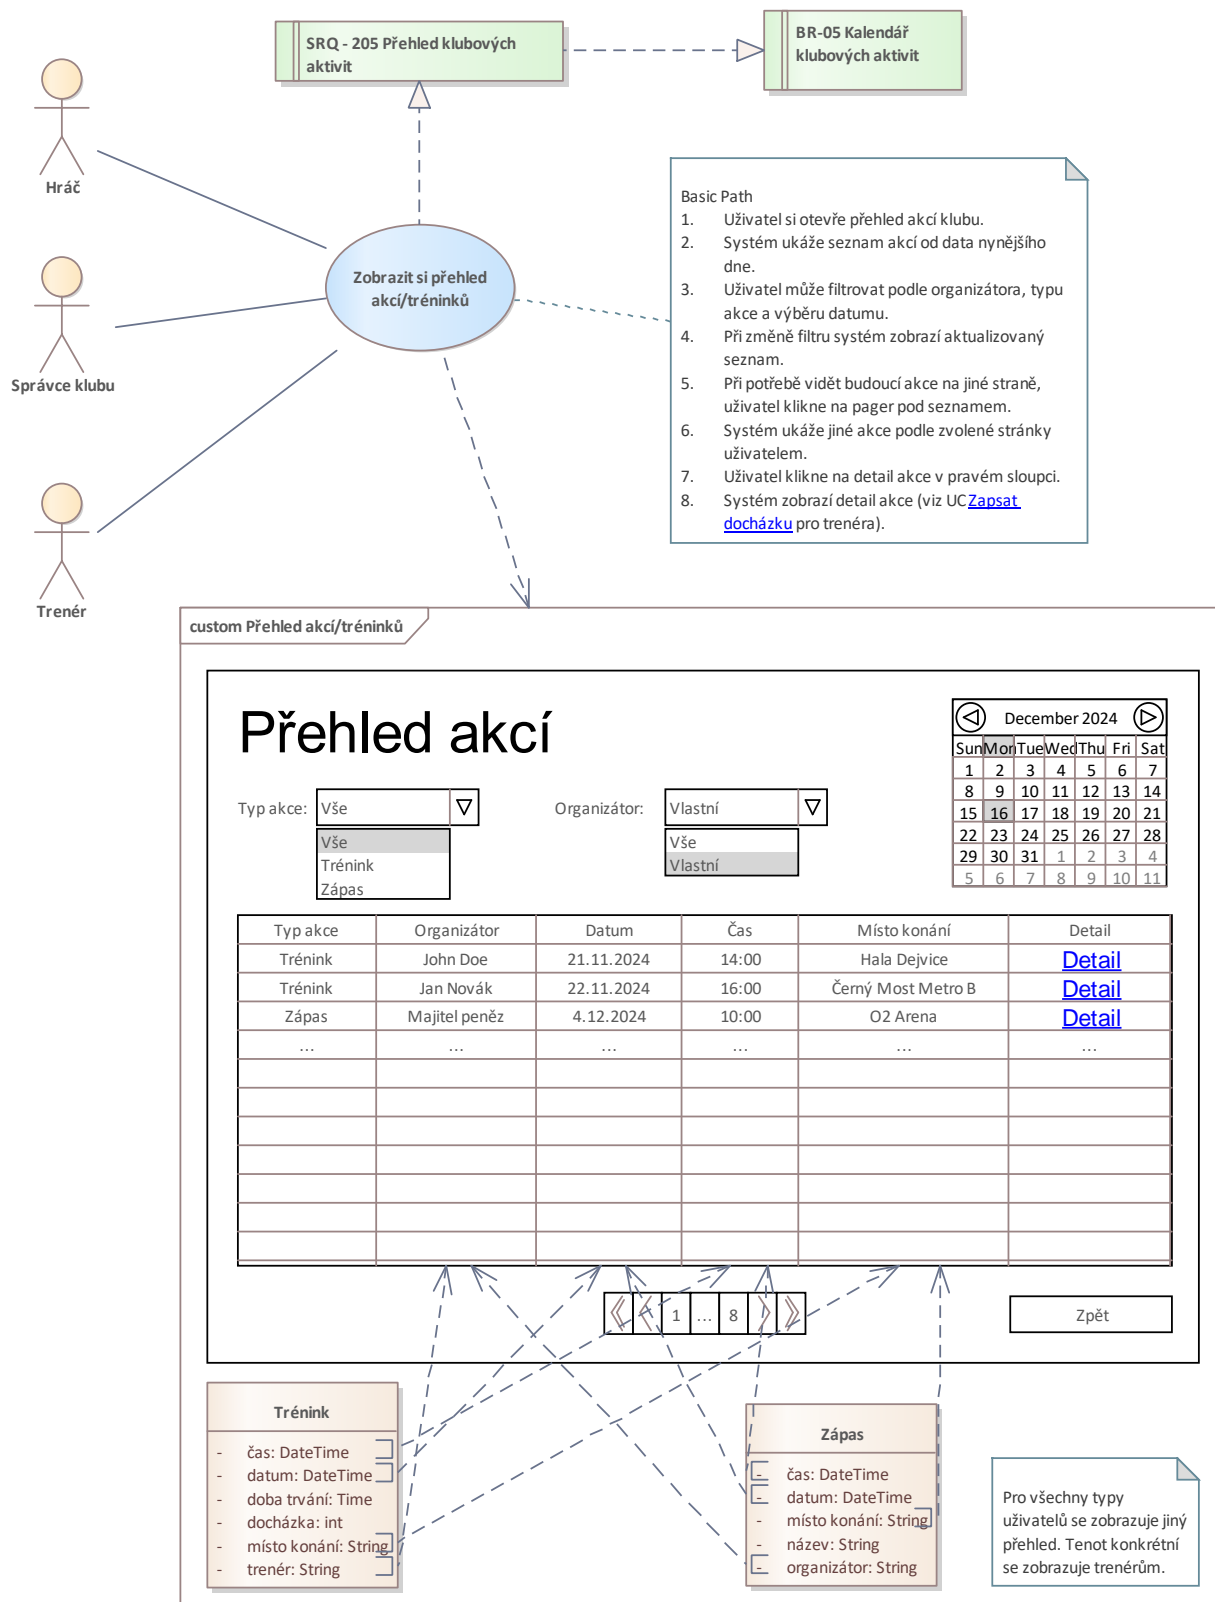 SRQ - 205 Přehled klubových
aktivit
BR-05 Kalendář
klubových aktivit
Hráč
Správce klubu
Trenér
Zobrazit si přehled
akcí/tréninků
Basic Path
1. Uživatel si otevře přehled akcí klubu.
2. Systém ukáže seznam akcí od data nynějšího
dne.
3. Uživatel může filtrovat podle organizátora, typu
akce a výběru datumu.
4. Při změně filtru systém zobrazí aktualizovaný
seznam.
5. Při potřebě vidět budoucí akce na jiné straně,
uživatel klikne na pager pod seznamem.
6. Systém ukáže jiné akce podle zvolené stránky
uživatelem.
7. Uživatel klikne na detail akce v pravém sloupci.
8. Systém zobrazí detail akce (viz UC Zapsat
docházku pro trenéra).
custom Přehled akcí/tréninků
Přehled akcí
December 2024
Sun Mon Tue Wed Thu Fri Sat
1 2 3 4 5 6 7
8 9 10 11 12 13 14
15 16 17 18 19 20 21
22 23 24 25 26 27 28
29 30 31 1 2 3 4
5 6 7 8 9 10 11
Typ akce: Vše
Vše
Trénink
Zápas
Organizátor: Vlastní
Vše
Vlastní
Typ akce Organizátor Datum Čas Místo konání Detail
Trénink John Doe 21.11.2024 14:00 Hala Dejvice Detail
Trénink Jan Novák 22.11.2024 16:00 Černý Most Metro B Detail
Zápas Majitel peněz 4.12.2024 10:00 O2 Arena Detail
... ... ... ... ... ...
1 ... 8
Zpět
Trénink
- čas: DateTime
- datum: DateTime
- doba trvání: Time
- docházka: int
- místo konání: String
- trenér: String
Zápas
- čas: DateTime
- datum: DateTime
- místo konání: String
- název: String
- organizátor: String
Pro všechny typy
uživatelů se zobrazuje jiný
přehled. Tenot konkrétní
se zobrazuje trenérům.